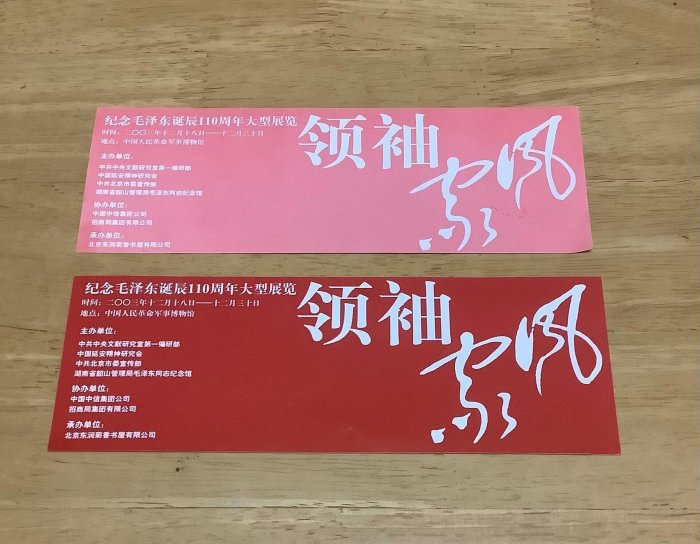 纪念毛泽东诞辰110周年大型展览
时间：二〇〇三年十二月十八日——十二月三十日
地点：中国人民革命军事博物馆
领袖
家风
主办单位：
中共中央文献研究室第一编研部
中国延安精神研究会
中共北京市委宣传部
湖南省韶山管理局毛泽东同志纪念馆
协办单位：
中国中信集团公司
招商局集团有限公司
承办单位：
北京东润菊香书屋有限公司
纪念毛泽东诞辰110周年大型展览
时间：二〇〇三年十二月十八日——十二月三十日
地点：中国人民革命军事博物馆
领袖
家风
主办单位：
中共中央文献研究室第一编研部
中国延安精神研究会
中共北京市委宣传部
湖南省韶山管理局毛泽东同志纪念馆
协办单位：
中国中信集团公司
招商局集团有限公司
承办单位：
北京东润菊香书屋有限公司